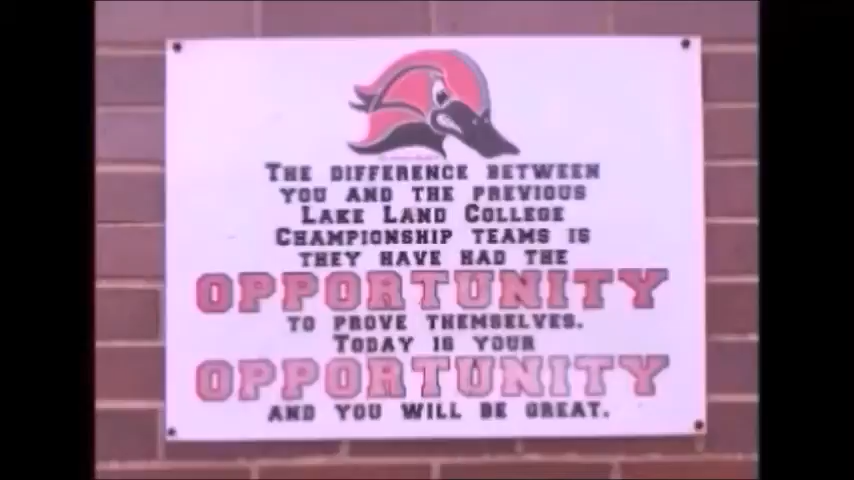 THE DIFFERENCE BETWEEN
YOU AND THE PREVIOUS
LAKE LAND COLLEGE
CHAMPIONSHIP TEAMS IS
THEY HAVE HAD THE
OPPORTUNITY
TO PROVE THEMSELVES.
TODAY IS YOUR
OPPORTUNITY
AND YOU WILL BE GREAT.